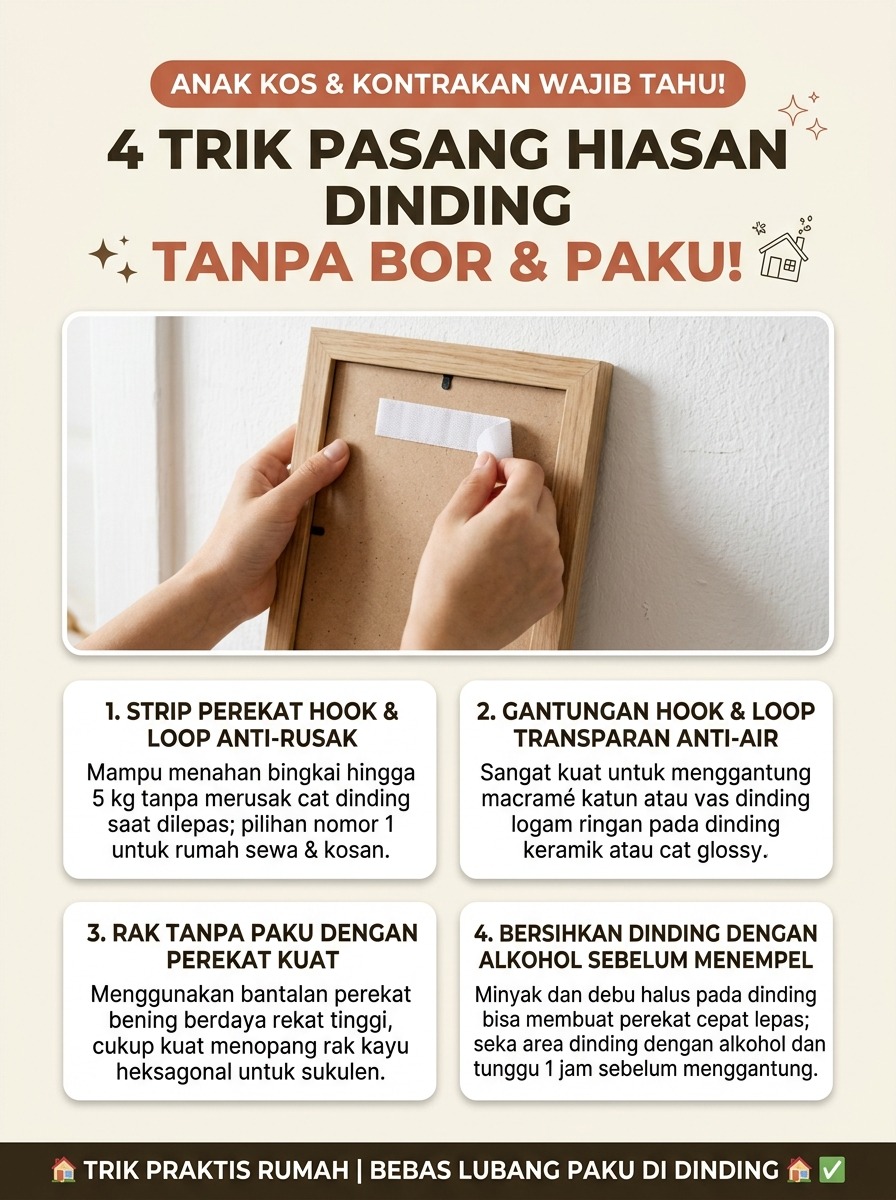 ANAK KOS & KONTRAKAN WAJIB TAHU!
4 TRIK PASANG HIASAN
DINDING
TANPA BOR & PAKU!
1. STRIP PEREKAT HOOK &
LOOP ANTI-RUSAK
Mampu menahan bingkai hingga
5 kg tanpa merusak cat dinding
saat dilepas; pilihan nomor 1
untuk rumah sewa & kosan.
2. GANTUNGAN HOOK & LOOP
TRANSPARAN ANTI-AIR
Sangat kuat untuk menggantung
macramé katun atau vas dinding
logam ringan pada dinding
keramik atau cat glossy.
3. RAK TANPA PAKU DENGAN
PEREKAT KUAT
Menggunakan bantalan perekat
bening berdaya rekat tinggi,
cukup kuat menopang rak kayu
heksagonal untuk sukulen.
4. BERSIHKAN DINDING DENGAN
ALKOHOL SEBELUM MENEMPEL
Minyak dan debu halus pada dinding
bisa membuat perekat cepat lepas;
seka area dinding dengan alkohol dan
tunggu 1 jam sebelum menggantung.
🏠 TRIK PRAKTIS RUMAH | BEBAS LUBANG PAKU DI DINDING 🏠 ✅